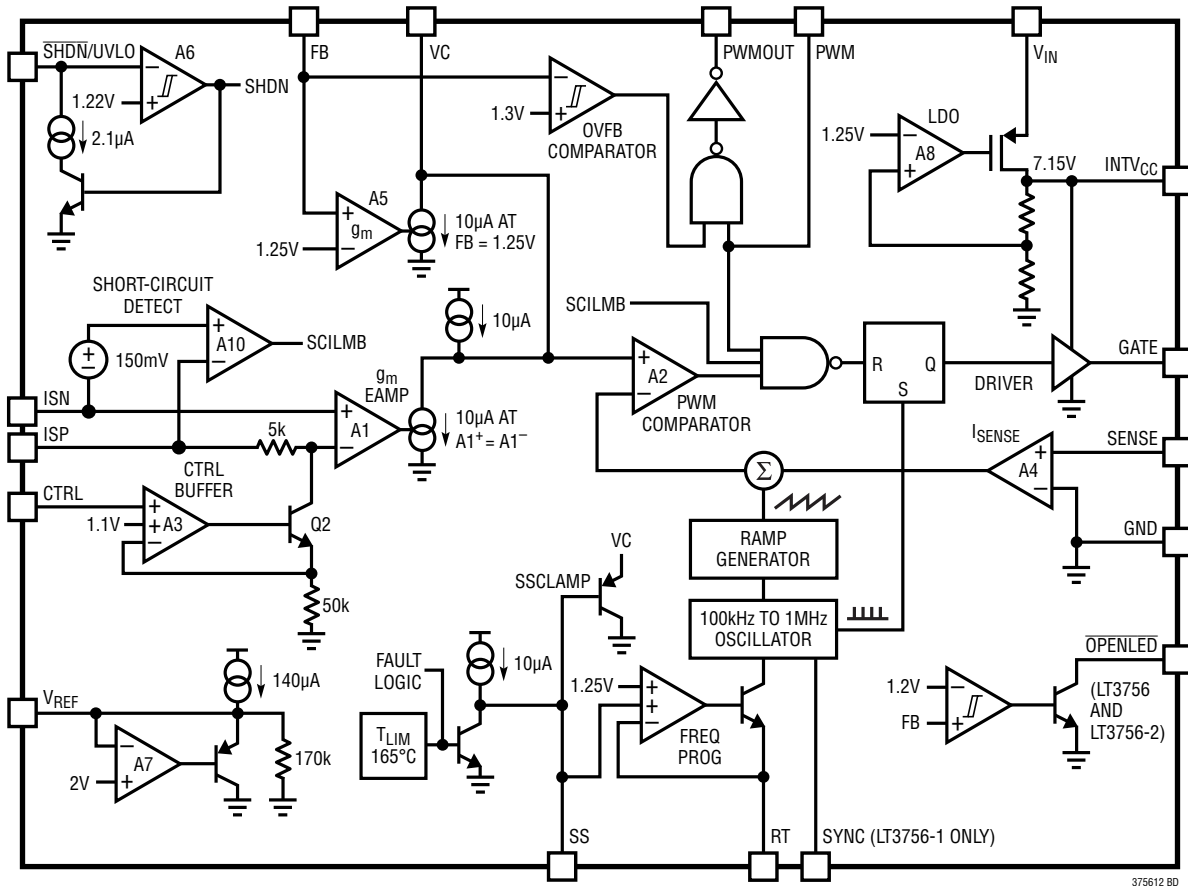 SHDN/UVLO
A6
1.22V
SHDN
2.1µA
FB
VC
A5
gm
1.25V
10µA AT
FB = 1.25V
1.3V
OVFB
COMPARATOR
PWMOUT
PWM
VIN
LDO
1.25V
A8
7.15V
INTVCC
SHORT-CIRCUIT
DETECT
A10
SCILMB
150mV
ISN
ISP
5k
gm
EAMP
A1
10µA
10µA AT
A1+ = A1−
SCILMB
A2
PWM
COMPARATOR
R
Q
S
DRIVER
GATE
ISENSE
A4
SENSE
GND
CTRL
CTRL
BUFFER
1.1V
A3
Q2
50k
Σ
RAMP
GENERATOR
100kHz TO 1MHz
OSCILLATOR
VC
SSCLAMP
FAULT
LOGIC
10µA
TLIM
165°C
1.25V
FREQ
PROG
VREF
140µA
A7
2V
170k
OPENLED
1.2V
FB
(LT3756
AND
LT3756-2)
SS
RT
SYNC (LT3756-1 ONLY)
375612 BD